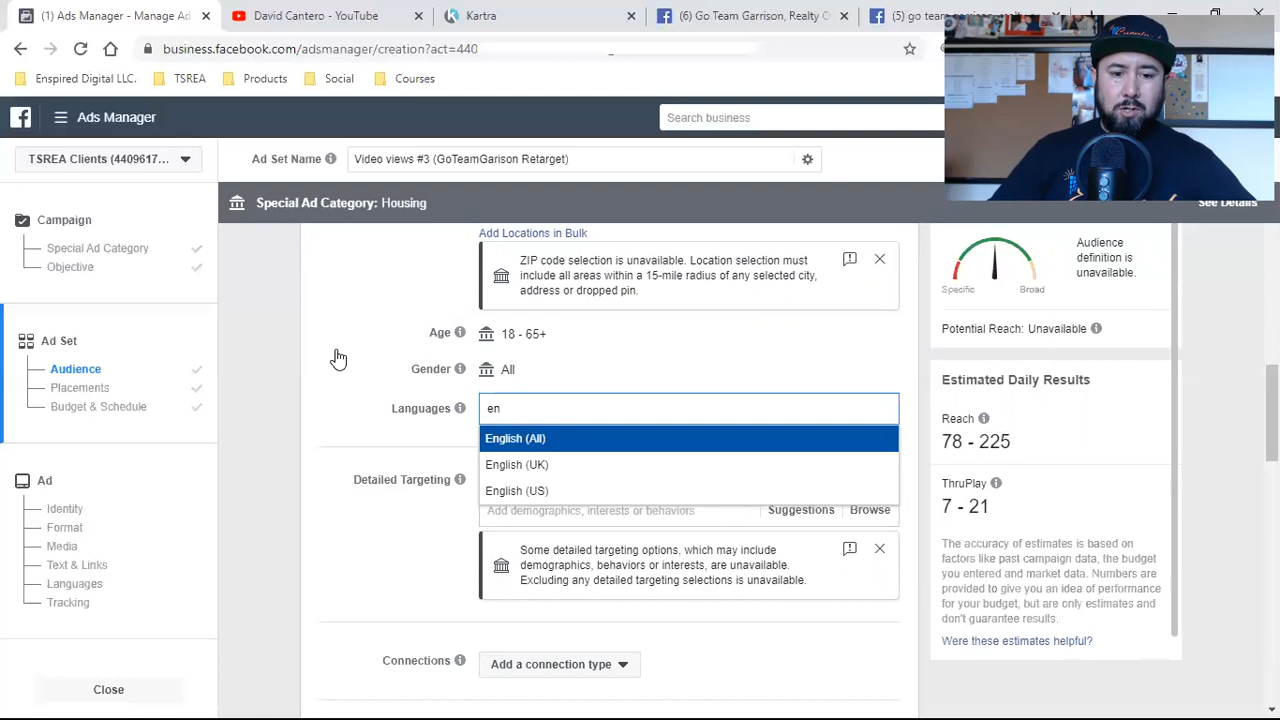 (1) Ads Manager - Manage Ad
David Cantero - YouTube
Kartra
(6) Go Team Garrison, Realty O
business.facebook.com/adsmanager/creation?act=440
Enspired Digital LLC.
TSREA
Products
Social
Courses
Ads Manager
Search business
TSREA Clients (4409617...
Ad Set Name
Video views #3 (GoTeamGarison Retarget)
Special Ad Category: Housing
See Details
Campaign
Special Ad Category
Objective
Ad Set
Audience
Placements
Budget & Schedule
Ad
Identity
Format
Media
Text & Links
Languages
Tracking
Close
Add Locations in Bulk
ZIP code selection is unavailable. Location selection must
include all areas within a 15-mile radius of any selected city,
address or dropped pin.
Age
18 - 65+
Gender
All
Languages
en
English (All)
English (UK)
English (US)
Detailed Targeting
Add demographics, interests or behaviors
Suggestions
Browse
Some detailed targeting options, which may include
demographics, behaviors or interests, are unavailable.
Excluding any detailed targeting selections is unavailable.
Connections
Add a connection type
Audience
definition is
unavailable.
Specific
Broad
Potential Reach: Unavailable
Estimated Daily Results
Reach
78 - 225
ThruPlay
7 - 21
The accuracy of estimates is based on
factors like past campaign data, the budget
you entered and market data. Numbers are
provided to give you an idea of performance
for your budget, but are only estimates and
don't guarantee results.
Were these estimates helpful?